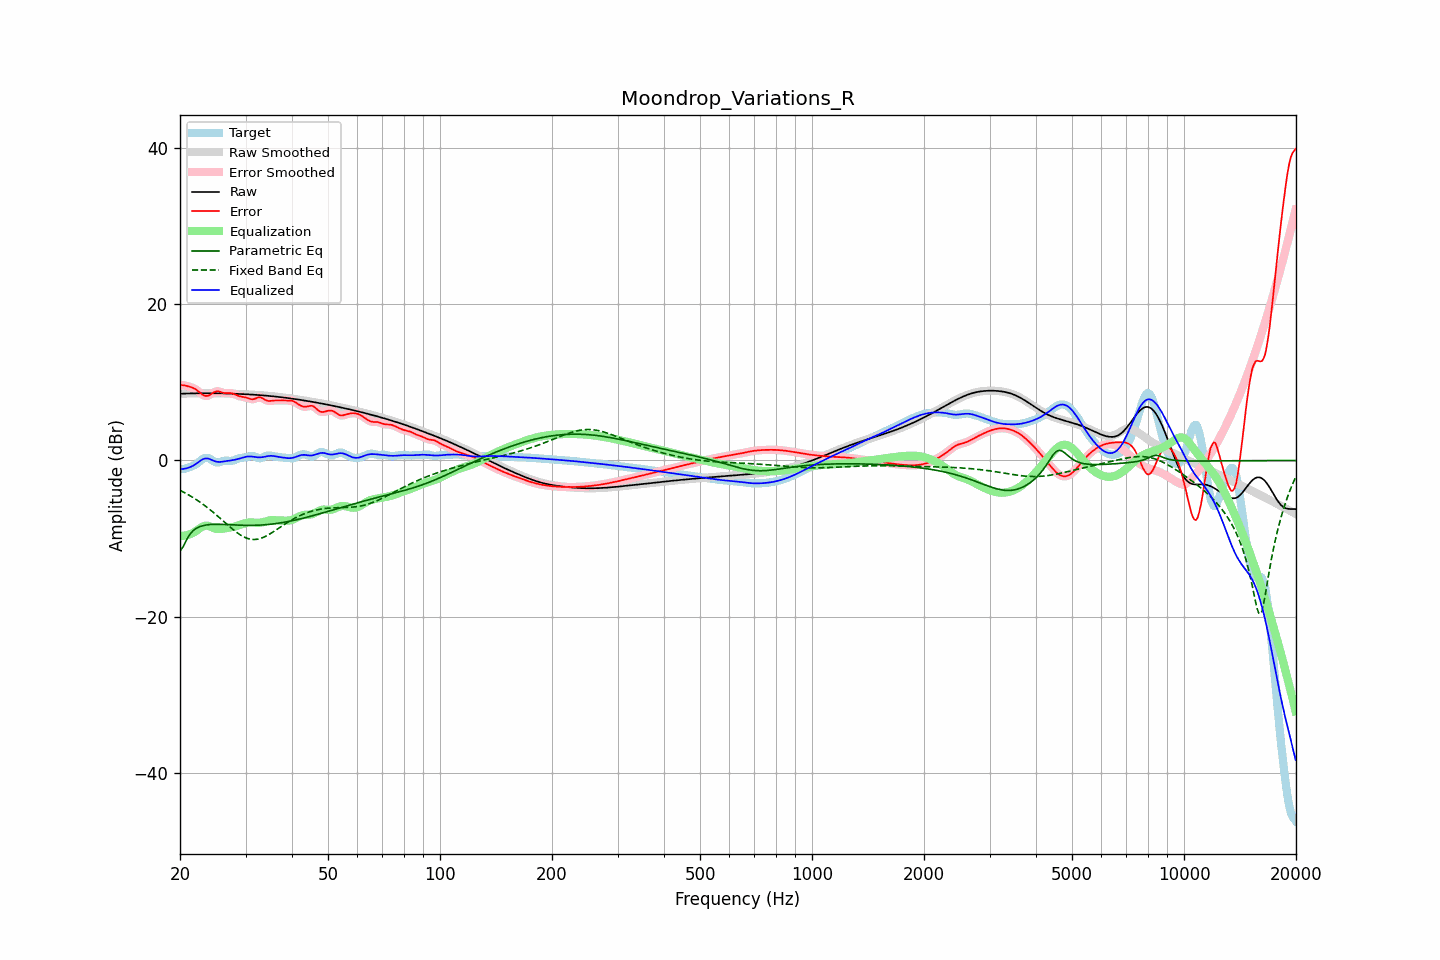 Moondrop_Variations_R
Target
Raw Smoothed
Error Smoothed
Raw
Error
Equalization
Parametric Eq
Fixed Band Eq
Equalized
40
20
0
−20
−40
Amplitude (dBr)
20 50 100 200 500 1000 2000 5000 10000 20000
Frequency (Hz)